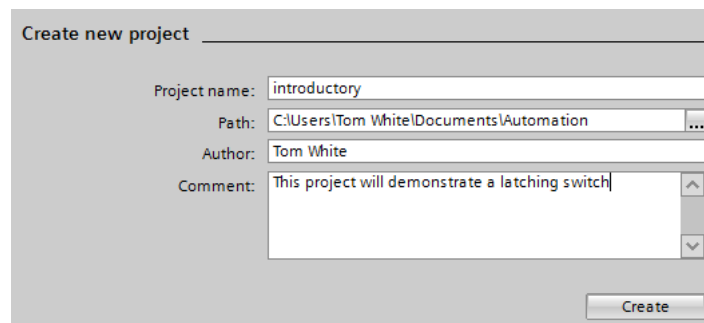 Create new project
Project name: introductory
Path: C:\Users\Tom White\Documents\Automation ...
Author: Tom White
Comment: This project will demonstrate a latching switch
Create